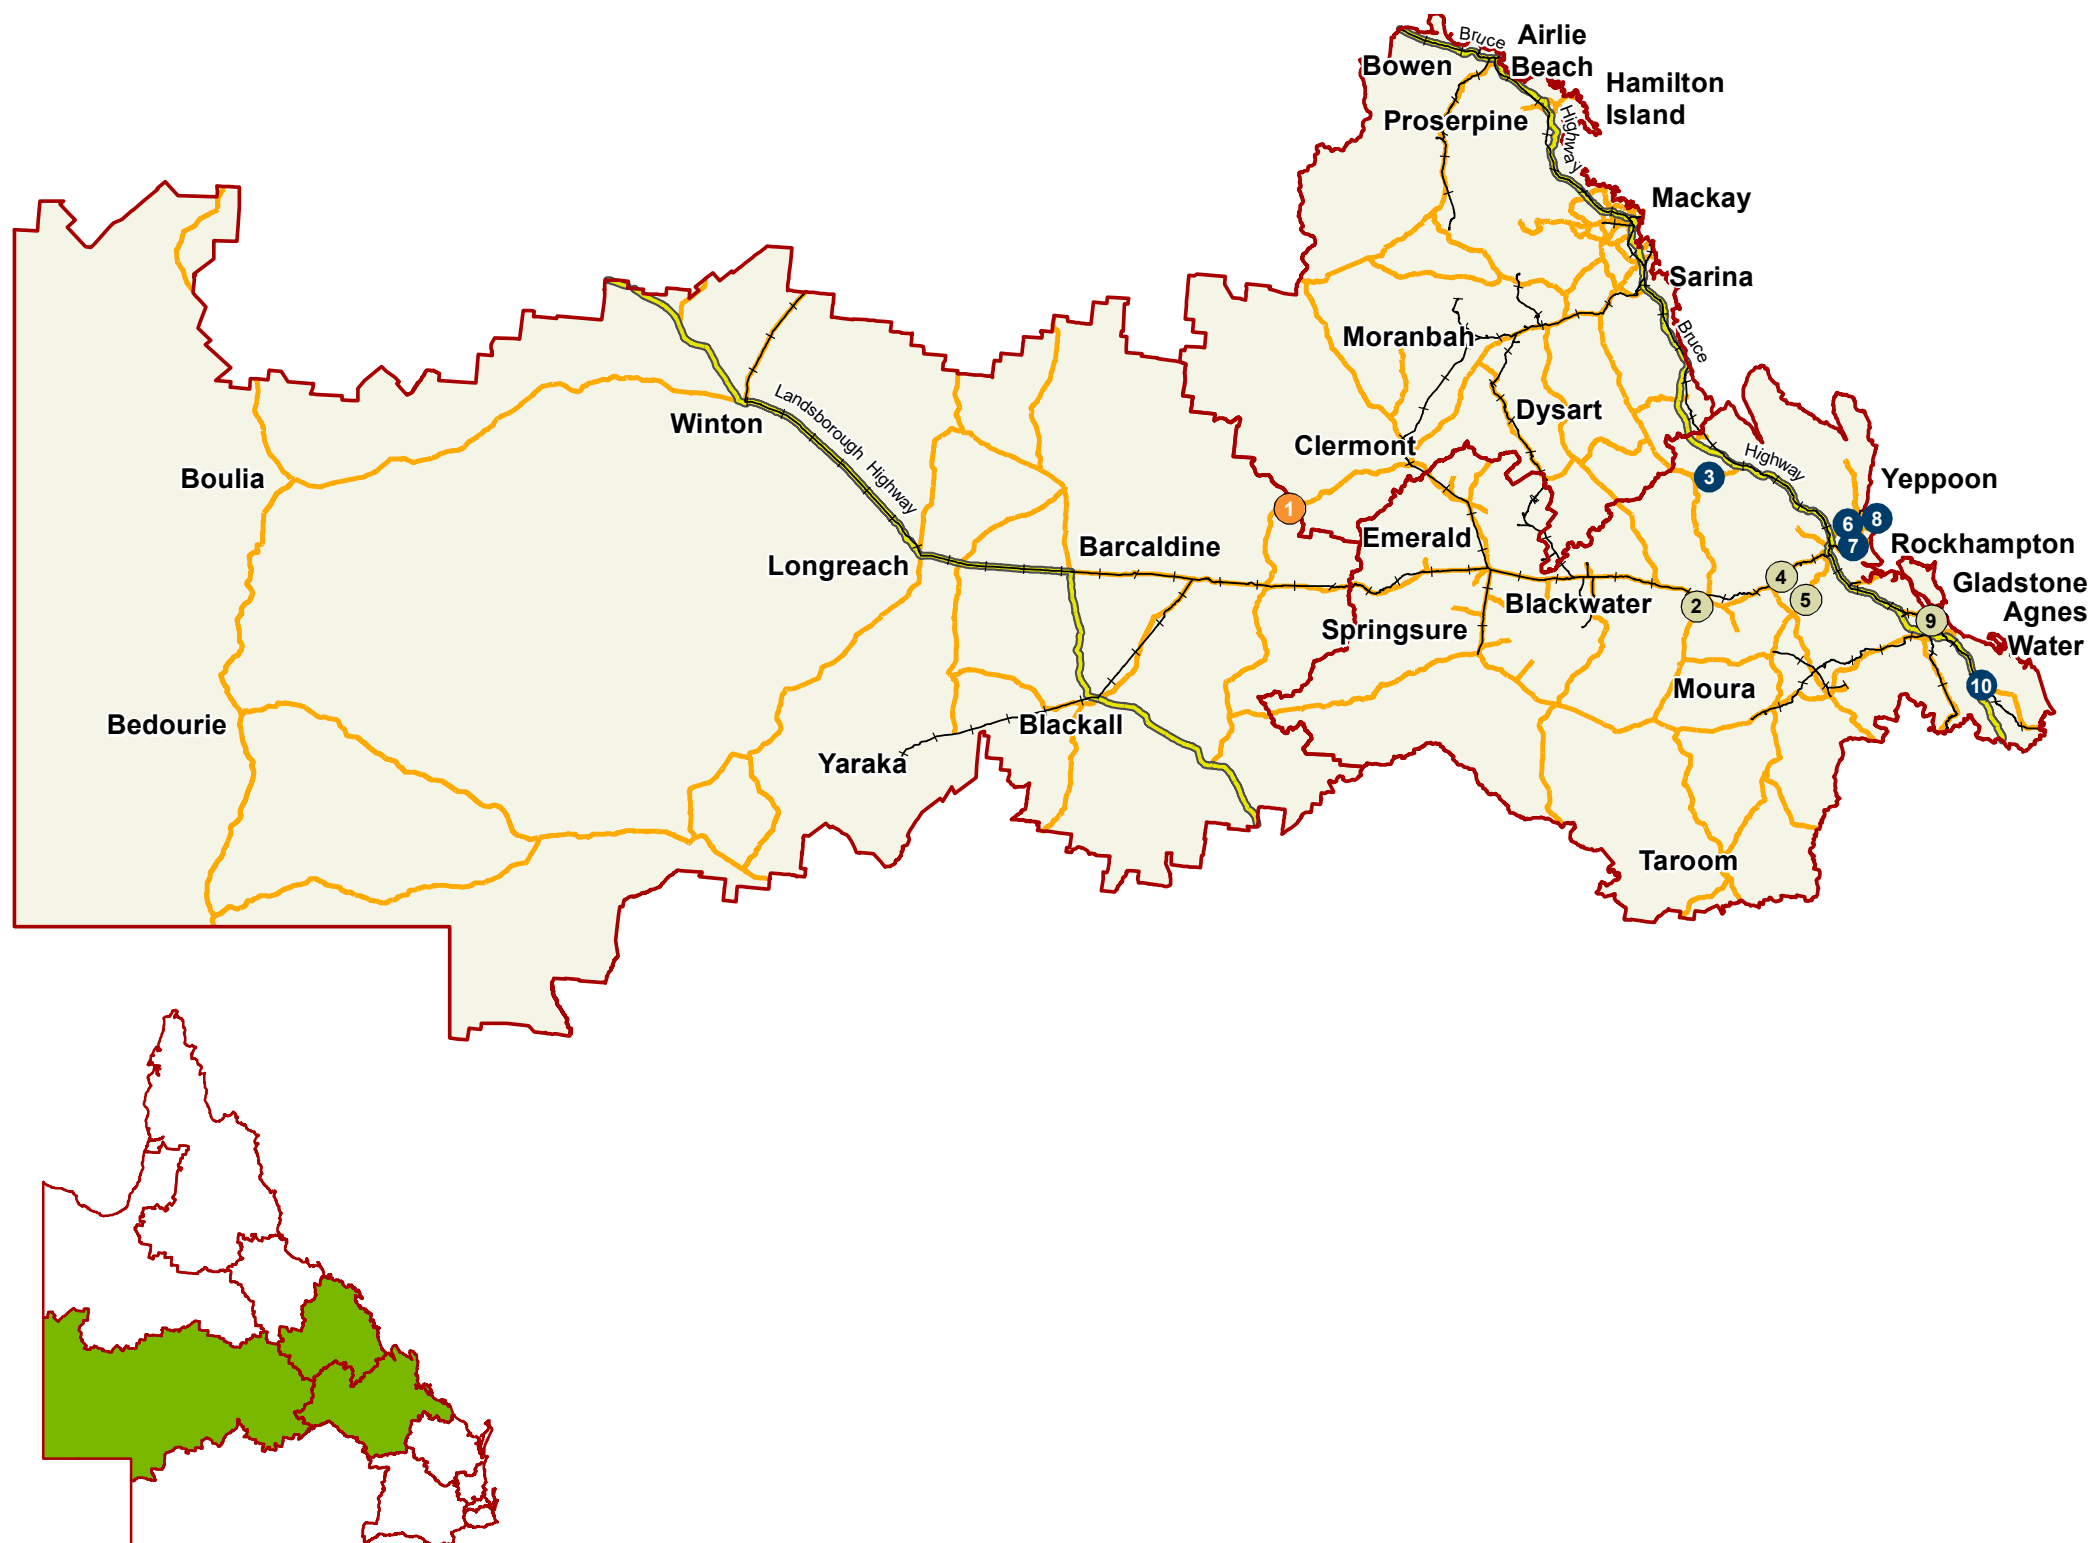 Bruce
Airlie
Beach
Bowen
Hamilton
Island
Highway
Proserpine
Mackay
Sarina
Bruce
Moranbah
Landsborough Highway
Winton
Dysart
Clermont
Highway
Boulia
3
Yeppoon
1
6
8
7
Emerald
Rockhampton
Barcaldine
Longreach
4
Gladstone
5
2
Blackwater
Agnes
Water
9
Springsure
10
Moura
Bedourie
Blackall
Yaraka
Taroom